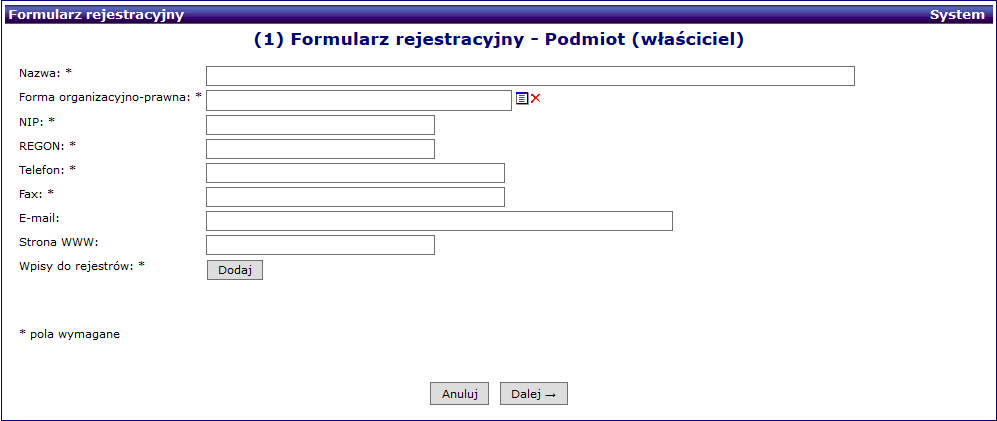 Formularz rejestracyjny System
(1) Formularz rejestracyjny - Podmiot (właściciel)
Nazwa: *
Forma organizacyjno-prawna: *
NIP: *
REGON: *
Telefon: *
Fax: *
E-mail:
Strona WWW:
Wpisy do rejestrów: * Dodaj
* pola wymagane
Anuluj Dalej →